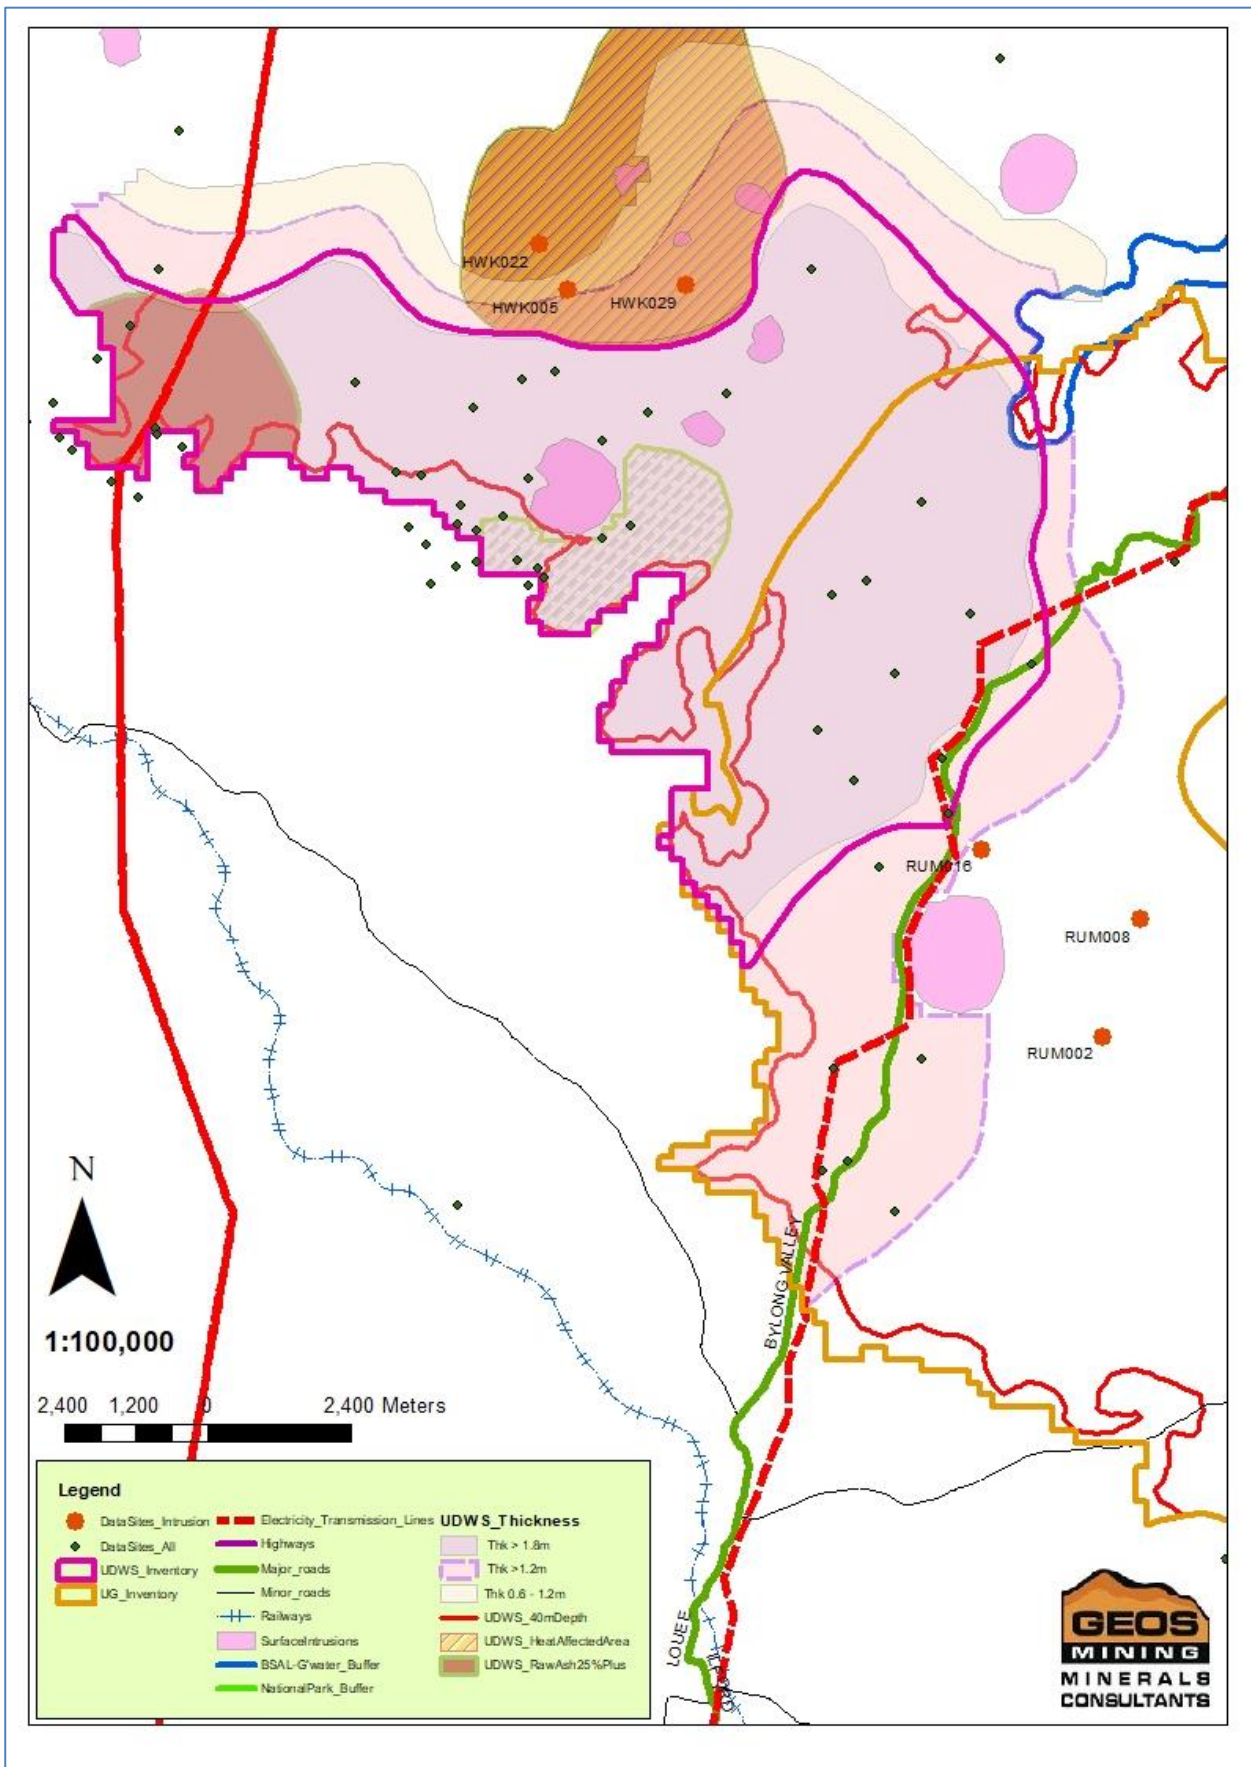 HWK022
HWK005
HWK029
RUM016
RUM008
RUM002
N
1:100,000
2,400 1,200 0 2,400 Meters
BYLONG VALLEY
LOUEE
Legend
DataSites_Intrusion
DataSites_All
UDWS_Inventory
UG_Inventory
Electricity_Transmission_Lines
Highways
Major_roads
Minor_roads
Railways
SurfaceIntrusions
BSAL-G'water_Buffer
NationalPark_Buffer
UDWS_Thickness
Thk > 1.8m
Thk >1.2m
Thk 0.6 - 1.2m
UDWS_40mDepth
UDWS_HeatAffectedArea
UDWS_RawAsh25%Plus
GEOS
MINING
MINERALS
CONSULTANTS